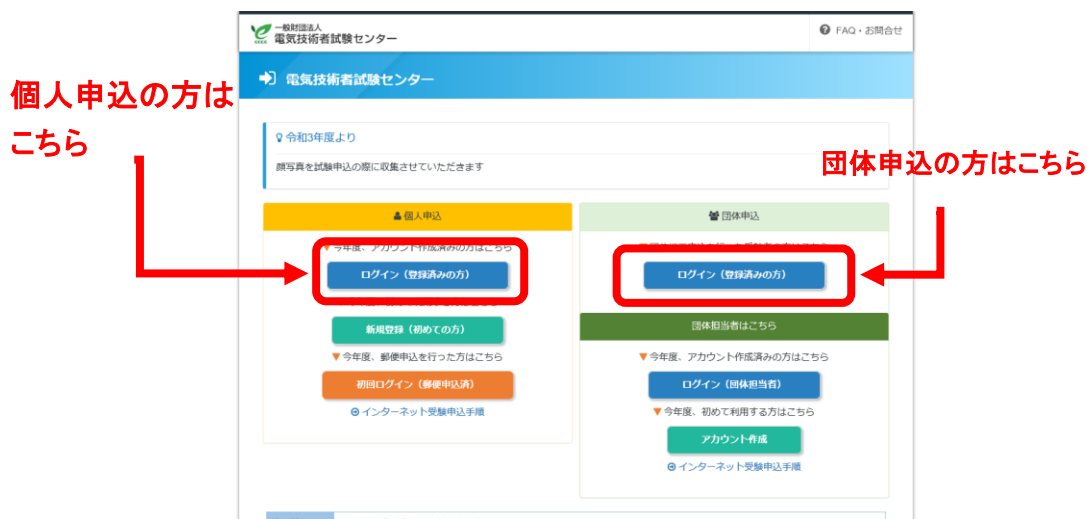 一般財団法人
電気技術者試験センター
FAQ・お問合せ
電気技術者試験センター
個人申込の方は
こちら
令和3年度より
顔写真を試験申込の際に収集させていただきます
団体申込の方はこちら
個人申込
▼今年度、アカウント作成済みの方はこちら
ログイン（登録済みの方）
新規登録（初めての方）
▼今年度、郵便申込を行った方はこちら
初回ログイン（郵便申込済）
インターネット受験申込手順
団体申込
ログイン（登録済みの方）
団体担当者はこちら
▼今年度、アカウント作成済みの方はこちら
ログイン（団体担当者）
▼今年度、初めて利用する方はこちら
アカウント作成
インターネット受験申込手順